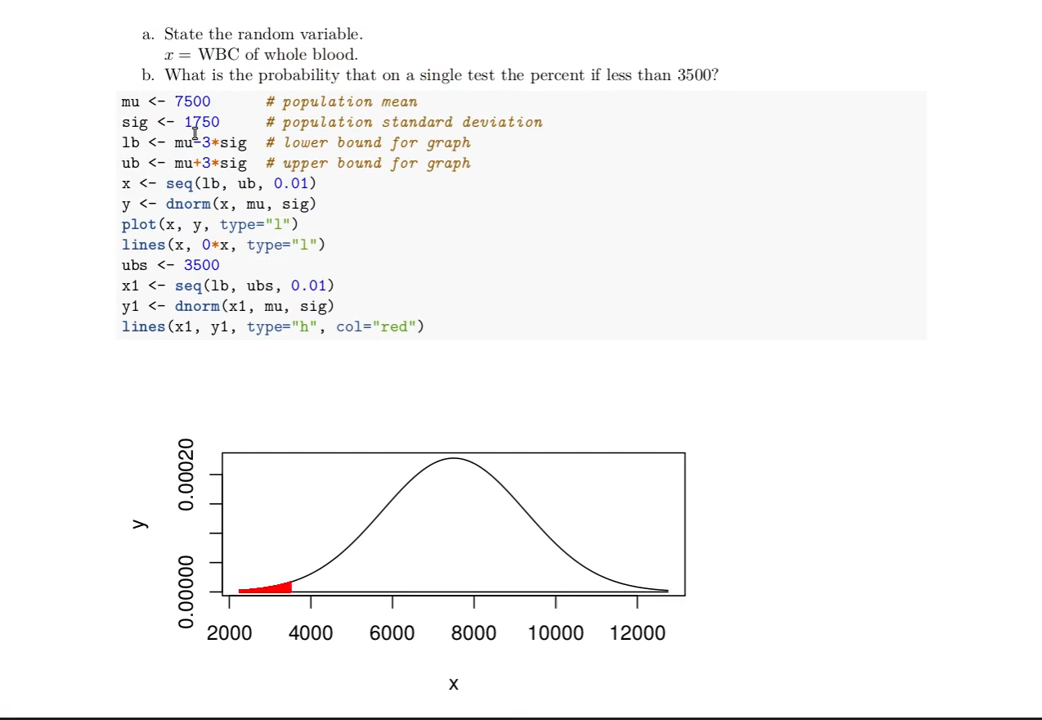 a. State the random variable.
x = WBC of whole blood.
b. What is the probability that on a single test the percent if less than 3500?
mu <- 7500 # population mean
sig <- 1750 # population standard deviation
lb <- mu-3*sig # lower bound for graph
ub <- mu+3*sig # upper bound for graph
x <- seq(lb, ub, 0.01)
y <- dnorm(x, mu, sig)
plot(x, y, type="l")
lines(x, 0*x, type="l")
ubs <- 3500
x1 <- seq(lb, ubs, 0.01)
y1 <- dnorm(x1, mu, sig)
lines(x1, y1, type="h", col="red")
0.00020
y
0.00000
2000 4000 6000 8000 10000 12000
x